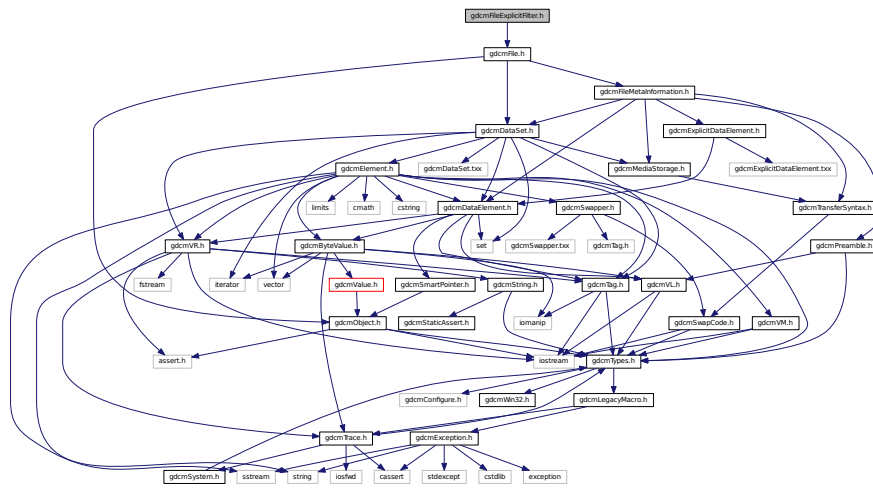 gdcmFileExplicitFilter.h
gdcmFile.h
gdcmFileMetaInformation.h
gdcmDataSet.h
gdcmExplicitDataElement.h
gdcmElement.h
gdcmDataSet.txx
gdcmMediaStorage.h
gdcmExplicitDataElement.txx
limits
cmath
cstring
gdcmDataElement.h
gdcmSwapper.h
gdcmTransferSyntax.h
gdcmVR.h
gdcmByteValue.h
set
gdcmSwapper.txx
gdcmTag.h
gdcmPreamble.h
fstream
iterator
vector
gdcmValue.h
gdcmSmartPointer.h
gdcmString.h
gdcmTag.h
gdcmVL.h
gdcmObject.h
gdcmStaticAssert.h
iomanip
gdcmSwapCode.h
gdcmVM.h
assert.h
iostream
gdcmTypes.h
gdcmConfigure.h
gdcmWin32.h
gdcmLegacyMacro.h
gdcmTrace.h
gdcmException.h
gdcmSystem.h
sstream
string
iosfwd
cassert
stdexcept
cstdlib
exception